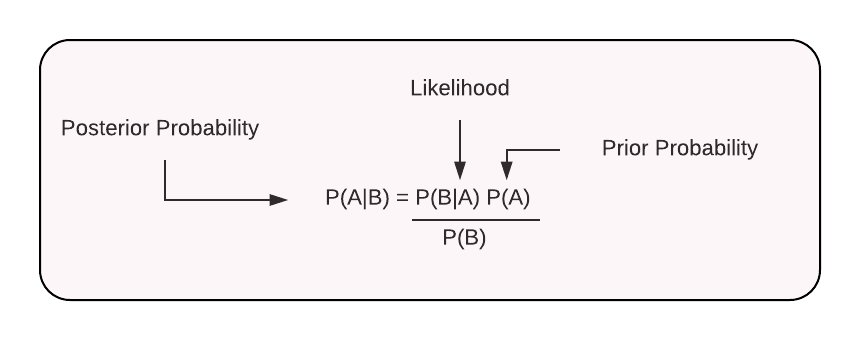 Likelihood
Posterior Probability
Prior Probability
P(A|B) = P(B|A) P(A)
P(B)